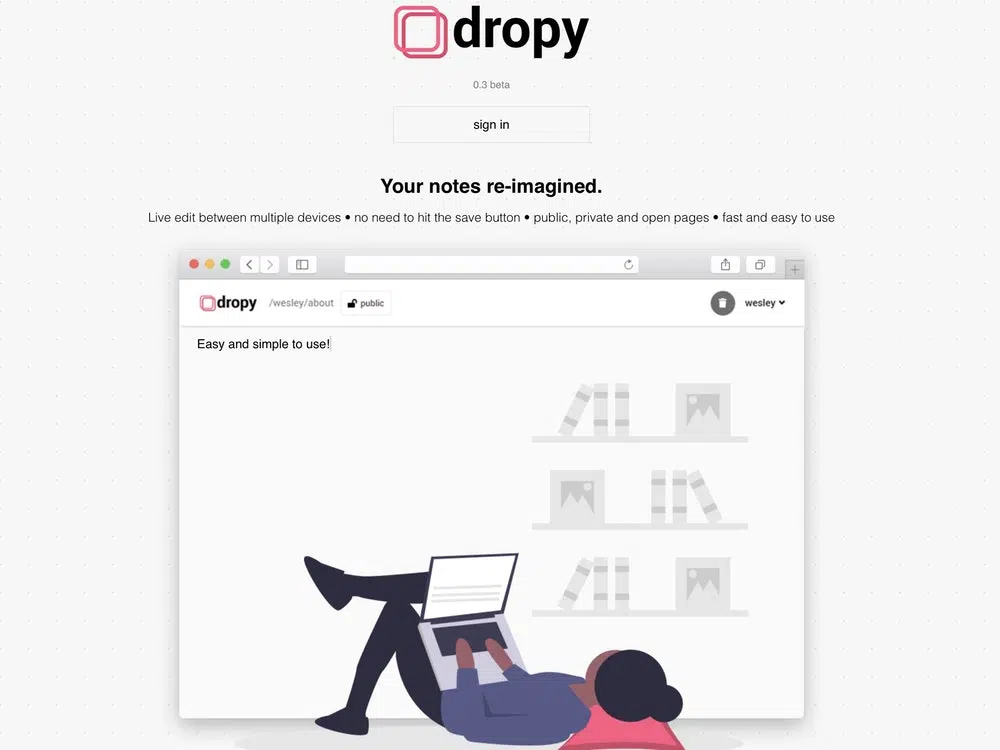 dropy
0.3 beta
sign in
Your notes re-imagined.
Live edit between multiple devices • no need to hit the save button • public, private and open pages • fast and easy to use
dropy /wesley/about public wesley
Easy and simple to use!